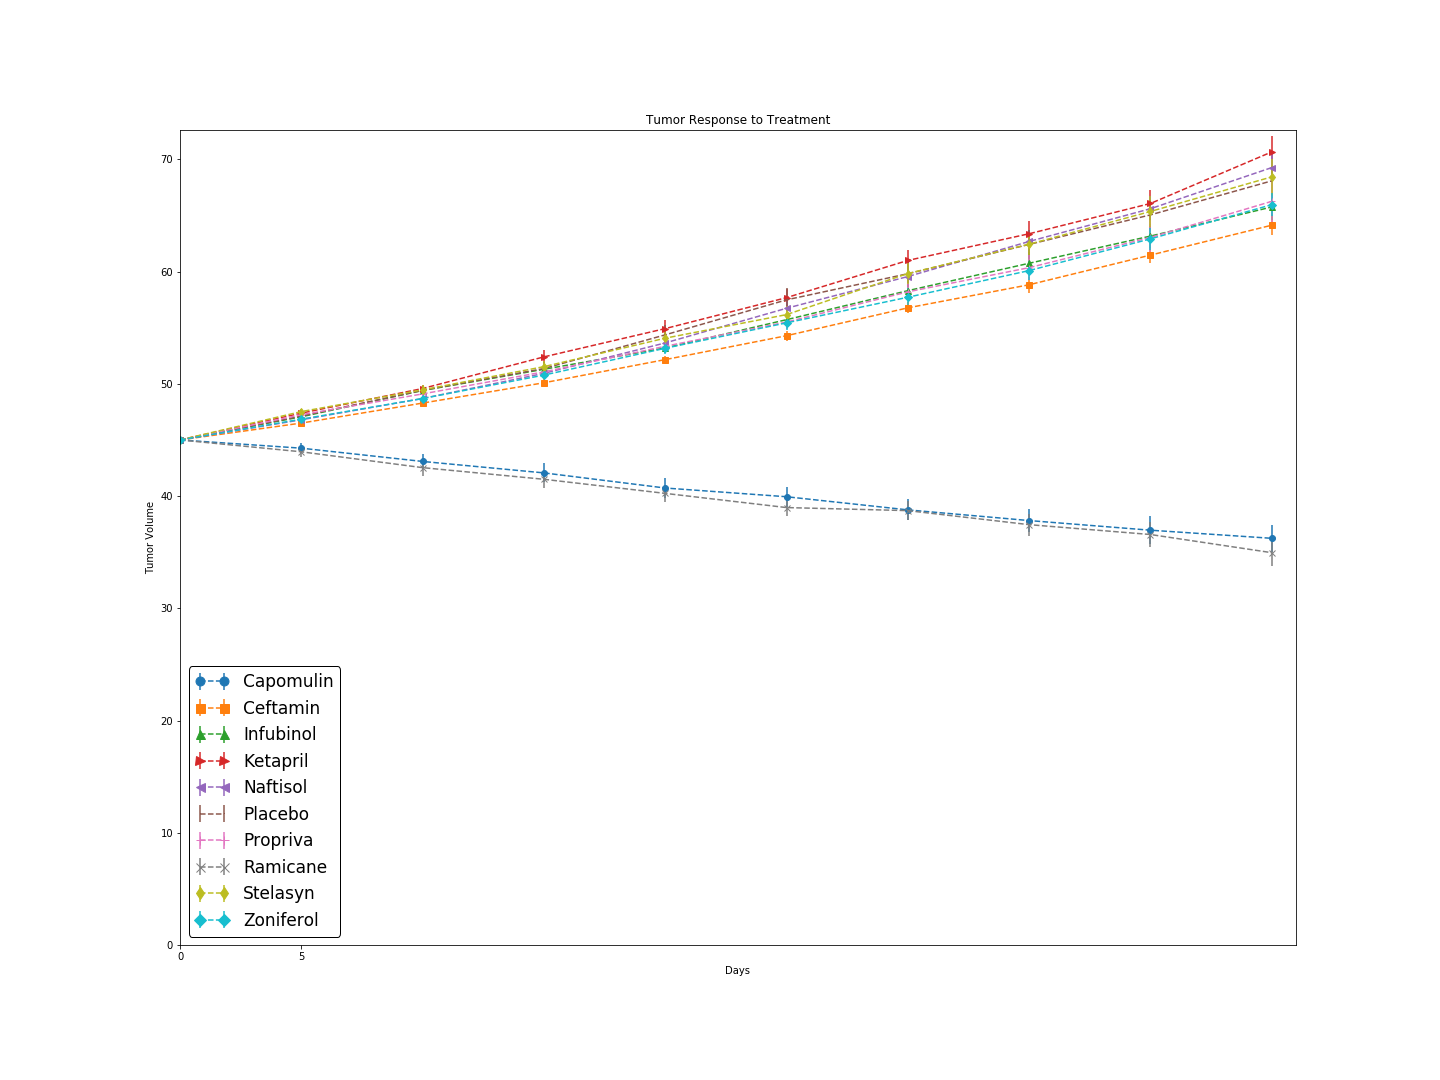 Tumor Response to Treatment
70
60
50
40
30
20
10
0
Tumor Volume
Capomulin
Ceftamin
Infubinol
Ketapril
Naftisol
Placebo
Propriva
Ramicane
Stelasyn
Zoniferol
0 5
Days